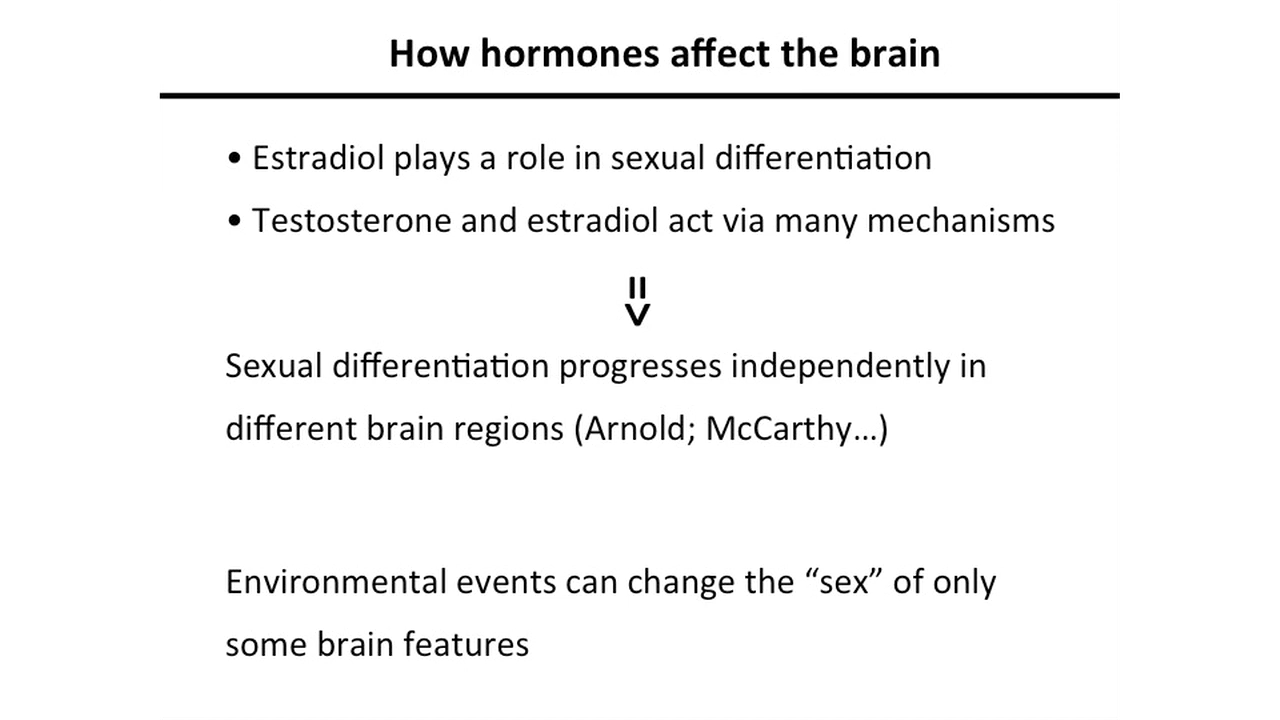 How hormones affect the brain
• Estradiol plays a role in sexual differentiation
• Testosterone and estradiol act via many mechanisms
=>
Sexual differentiation progresses independently in
different brain regions (Arnold; McCarthy…)
Environmental events can change the “sex” of only
some brain features